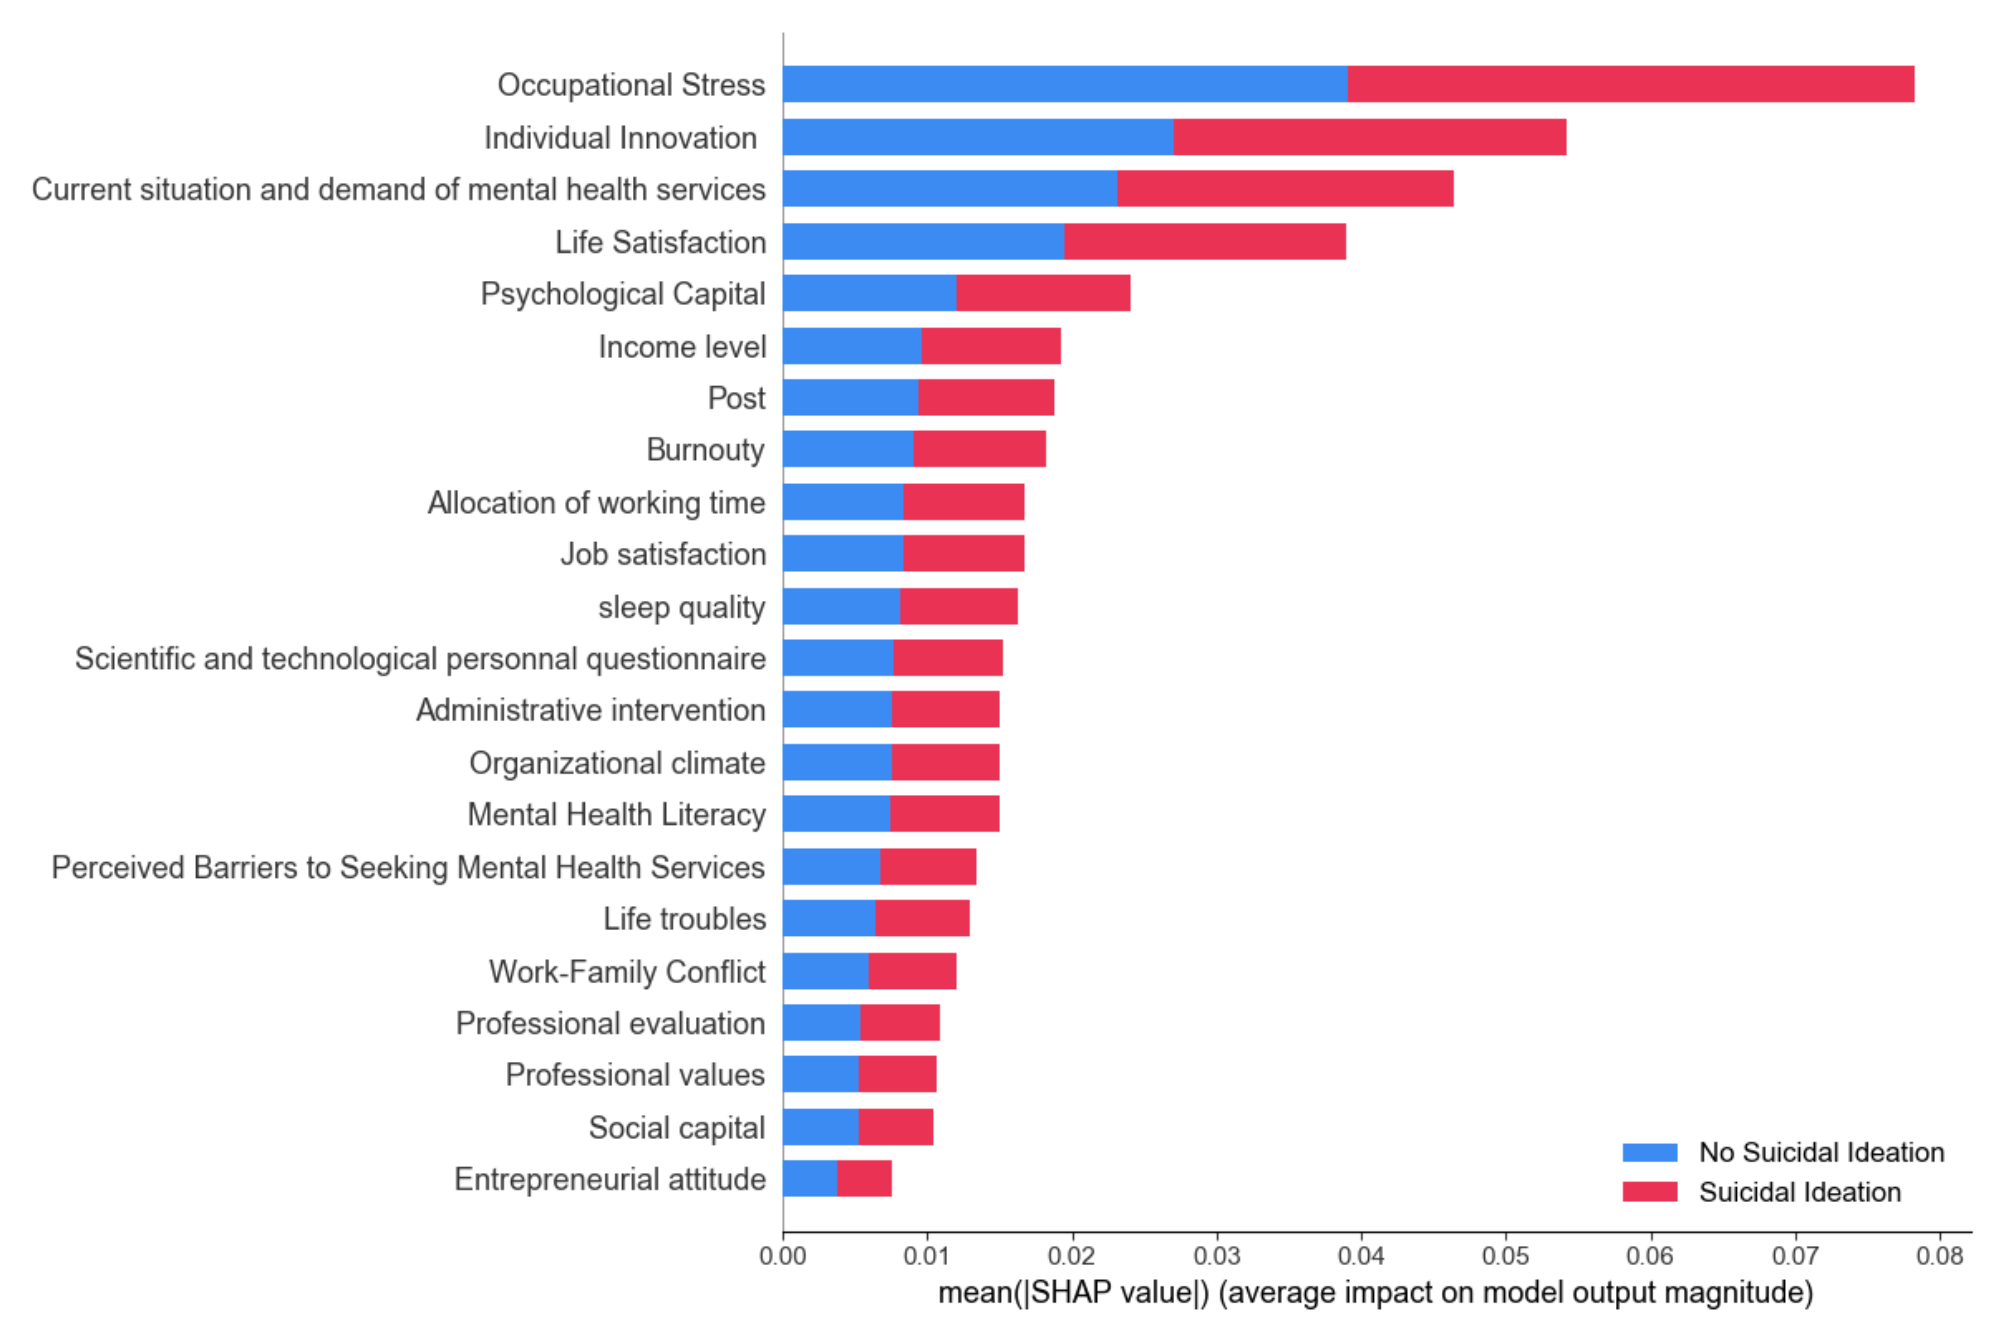 Occupational Stress
Individual Innovation
Current situation and demand of mental health services
Life Satisfaction
Psychological Capital
Income level
Post
Burnouty
Allocation of working time
Job satisfaction
sleep quality
Scientific and technological personnal questionnaire
Administrative intervention
Organizational climate
Mental Health Literacy
Perceived Barriers to Seeking Mental Health Services
Life troubles
Work-Family Conflict
Professional evaluation
Professional values
Social capital
Entrepreneurial attitude
No Suicidal Ideation
Suicidal Ideation
0.00 0.01 0.02 0.03 0.04 0.05 0.06 0.07 0.08
mean(|SHAP value|) (average impact on model output magnitude)